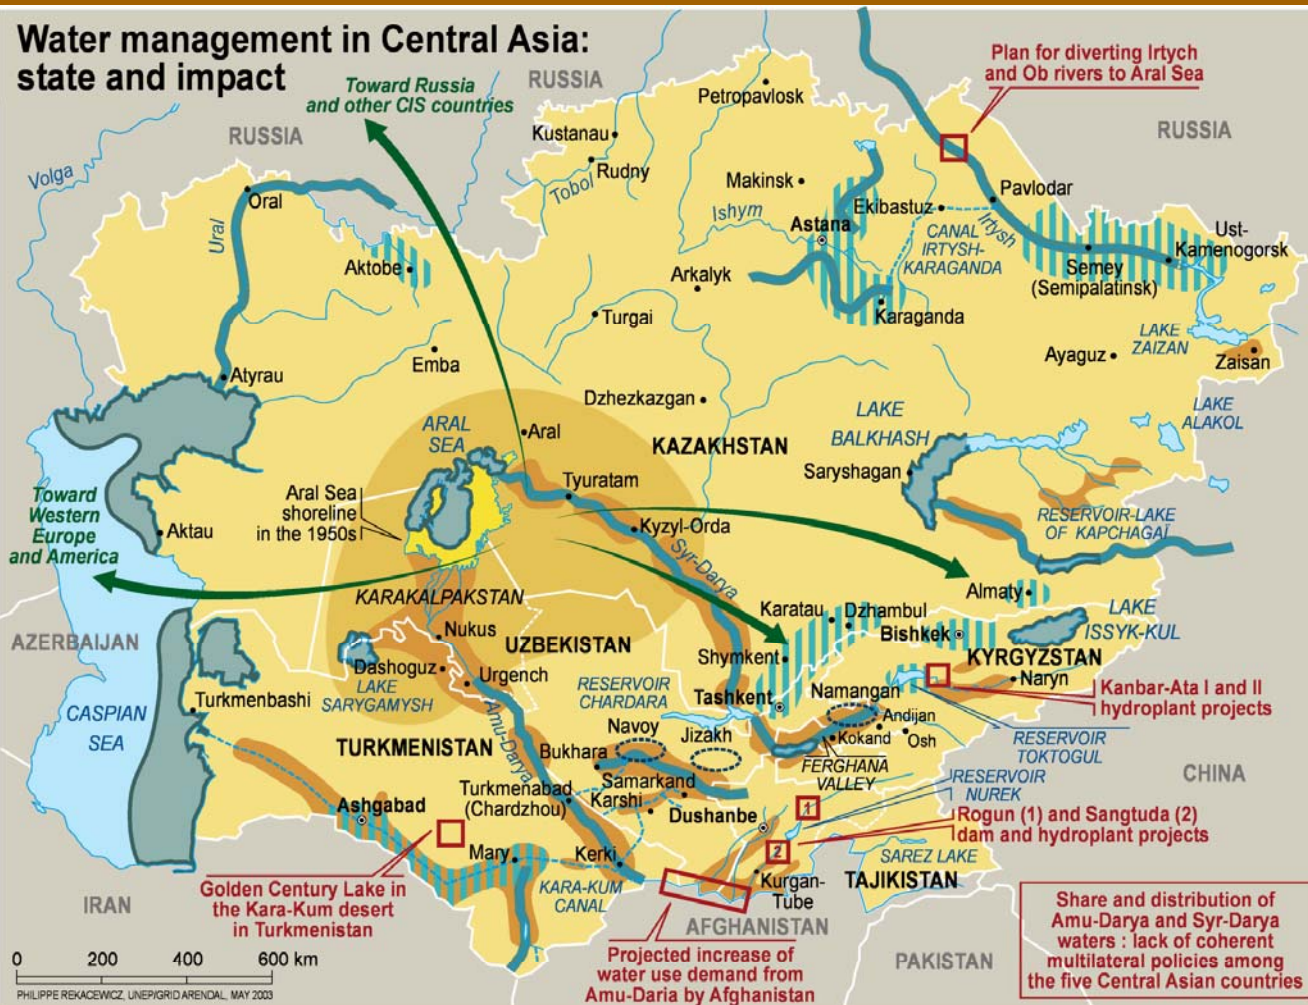 Water management in Central Asia:
state and impact
Toward Russia
and other CIS countries
RUSSIA
Plan for diverting Irtych
and Ob rivers to Aral Sea
RUSSIA
RUSSIA
Petropavlosk
Kustanau
Rudny
Tobol
Volga
Oral
Ural
Makinsk
Ishym
Astana
Ekibastuz
Pavlodar
Irtysh
CANAL
IRTYSH-
KARAGANDA
Ust-
Kamenogorsk
Semey
(Semipalatinsk)
Aktobe
Arkalyk
Karaganda
Turgai
LAKE
ZAIZAN
Zaisan
Ayaguz
Emba
Atyrau
Dzhezkazgan
LAKE
BALKHASH
LAKE
ALAKOL
ARAL
SEA
Aral
KAZAKHSTAN
Saryshagan
Tyuratam
Aral Sea
shoreline
in the 1950s
Toward
Western
Europe
and America
Aktau
Kyzyl-Orda
Syr-Darya
RESERVOIR-LAKE
OF KAPCHAGAÏ
Almaty
KARAKALPAKSTAN
Karatau
Dzhambul
Bishkek
LAKE
ISSYK-KUL
AZERBAIJAN
Nukus
UZBEKISTAN
Shymkent
KYRGYZSTAN
Dashoguz
Urgench
LAKE
SARYGAMYSH
RESERVOIR
CHARDARA
Tashkent
Namangan
Naryn
Kanbar-Ata I and II
hydroplant projects
Turkmenbashi
CASPIAN
SEA
Amu-Darya
Navoy
Jizakh
Andijan
Kokand
Osh
RESERVOIR
TOKTOGUL
TURKMENISTAN
Bukhara
FERGHANA
VALLEY
Samarkand
Turkmenabad
(Chardzhou)
Karshi
RESERVOIR
NUREK
CHINA
Ashgabad
Dushanbe
1
Rogun (1) and Sangtuda (2)
dam and hydroplant projects
2
Mary
Kerki
SAREZ LAKE
Kurgan-
Tube
TAJIKISTAN
Golden Century Lake in
the Kara-Kum desert
in Turkmenistan
KARA-KUM
CANAL
IRAN
AFGHANISTAN
Projected increase of
water use demand from
Amu-Daria by Afghanistan
PAKISTAN
Share and distribution of
Amu-Darya and Syr-Darya
waters : lack of coherent
multilateral policies among
the five Central Asian countries
0 200 400 600 km
PHILIPPE REKACEWICZ, UNEP/GRID ARENDAL, MAY 2003